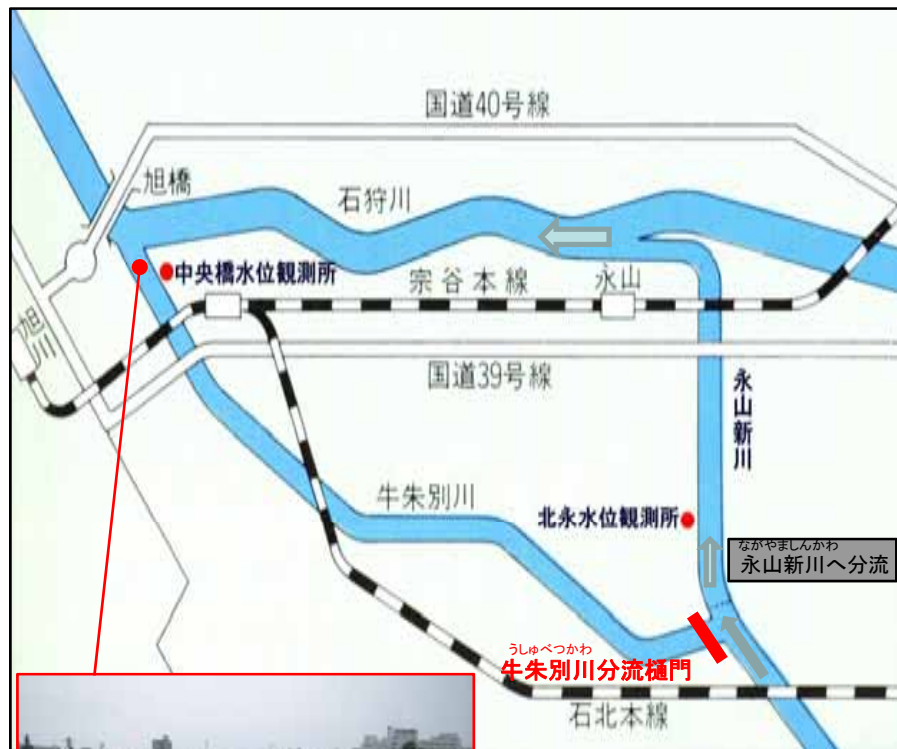 国道40号線
旭橋
石狩川
中央橋水位観測所
宗谷本線
永山
旭川
国道39号線
永山新川
牛朱別川
北永水位観測所
ながやましんかわ
永山新川へ分流
うしゅべつかわ
牛朱別川分流樋門
石北本線